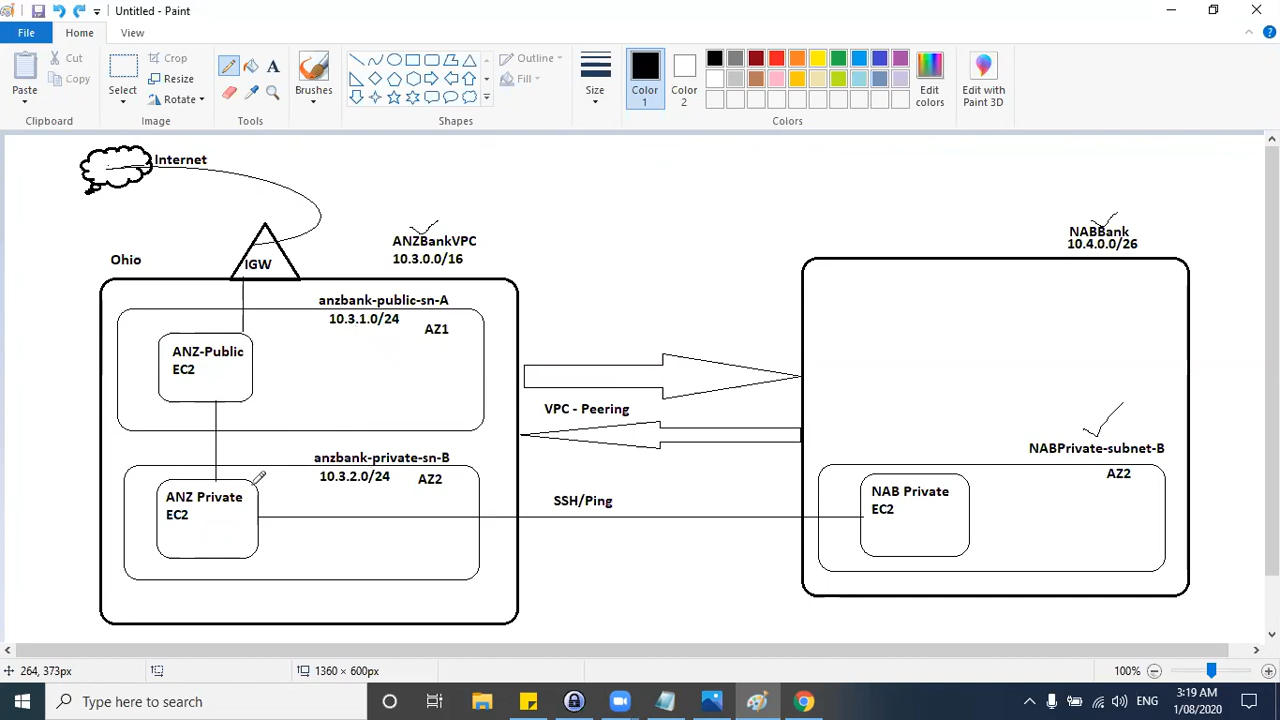 Untitled - Paint
File
Home
View
Paste
Cut
Copy
Clipboard
Select
Crop
Resize
Rotate
Image
A
Tools
Brushes
Shapes
Outline
Fill
Size
Color
1
Color
2
Colors
Edit
colors
Edit with
Paint 3D
Internet
IGW
Ohio
ANZBankVPC
10.3.0.0/16
NABBank
10.4.0.0/26
anzbank-public-sn-A
10.3.1.0/24
AZ1
ANZ-Public
EC2
VPC - Peering
anzbank-private-sn-B
10.3.2.0/24
AZ2
ANZ Private
EC2
SSH/Ping
NABPrivate-subnet-B
AZ2
NAB Private
EC2
264, 373px
1360 × 600px
100%
Type here to search
ENG
3:19 AM
1/08/2020